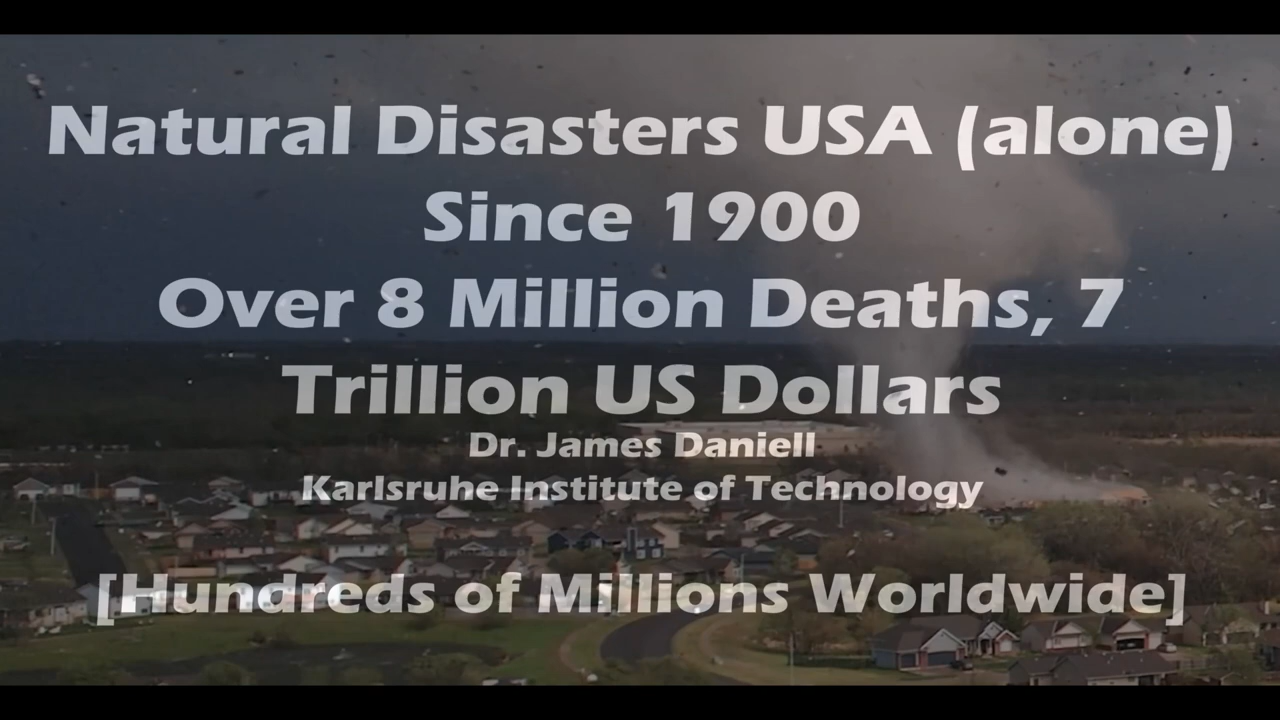 Natural Disasters USA (alone)
Since 1900
Over 8 Million Deaths, 7
Trillion US Dollars
Dr. James Daniell
Karlsruhe Institute of Technology
[Hundreds of Millions Worldwide]